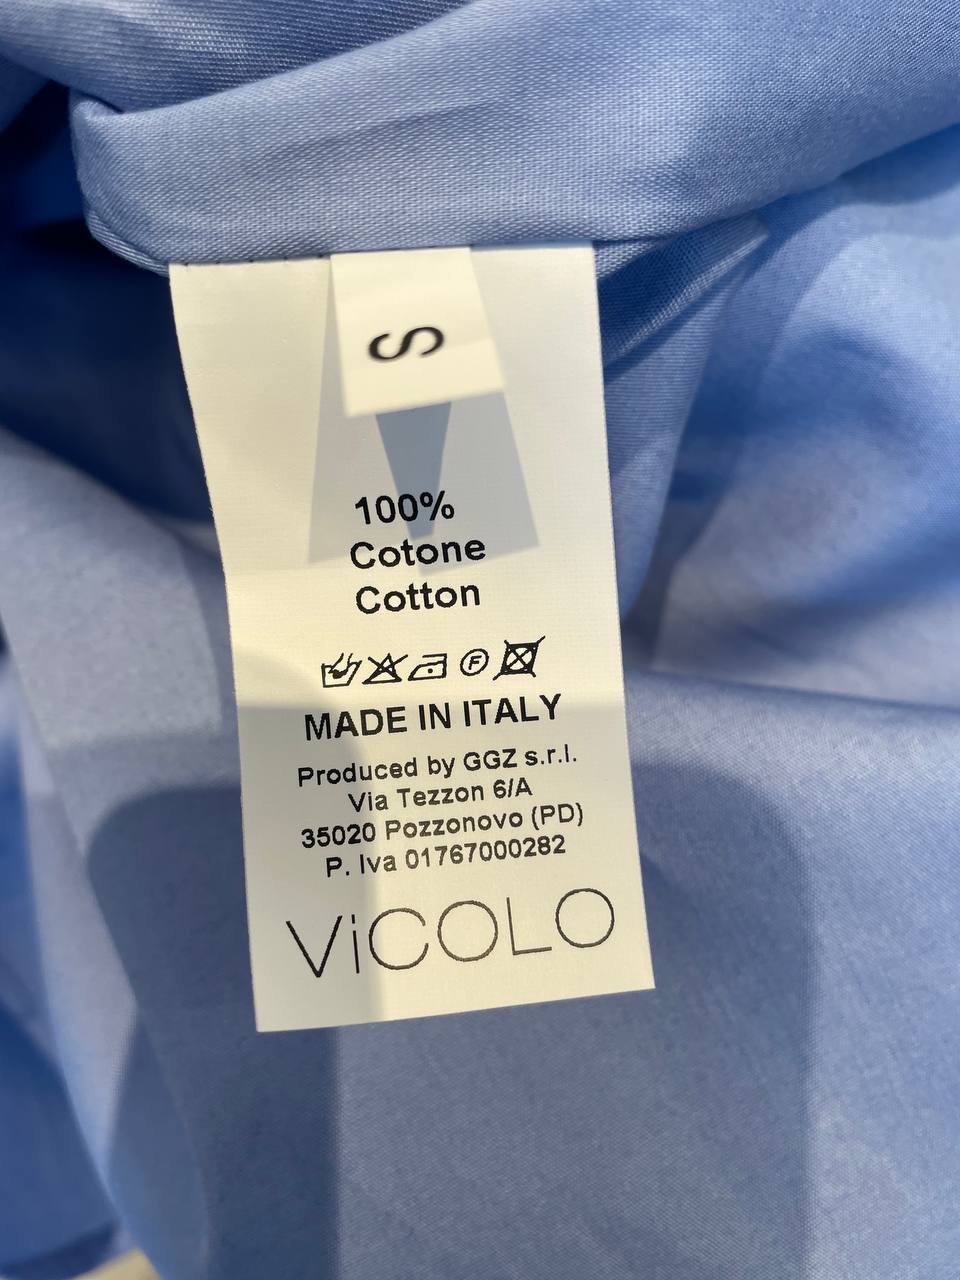 S
100%
Cotone
Cotton
F
MADE IN ITALY
Produced by GGZ s.r.l.
Via Tezzon 6/A
35020 Pozzonovo (PD)
P. Iva 01767000282
ViCOLO